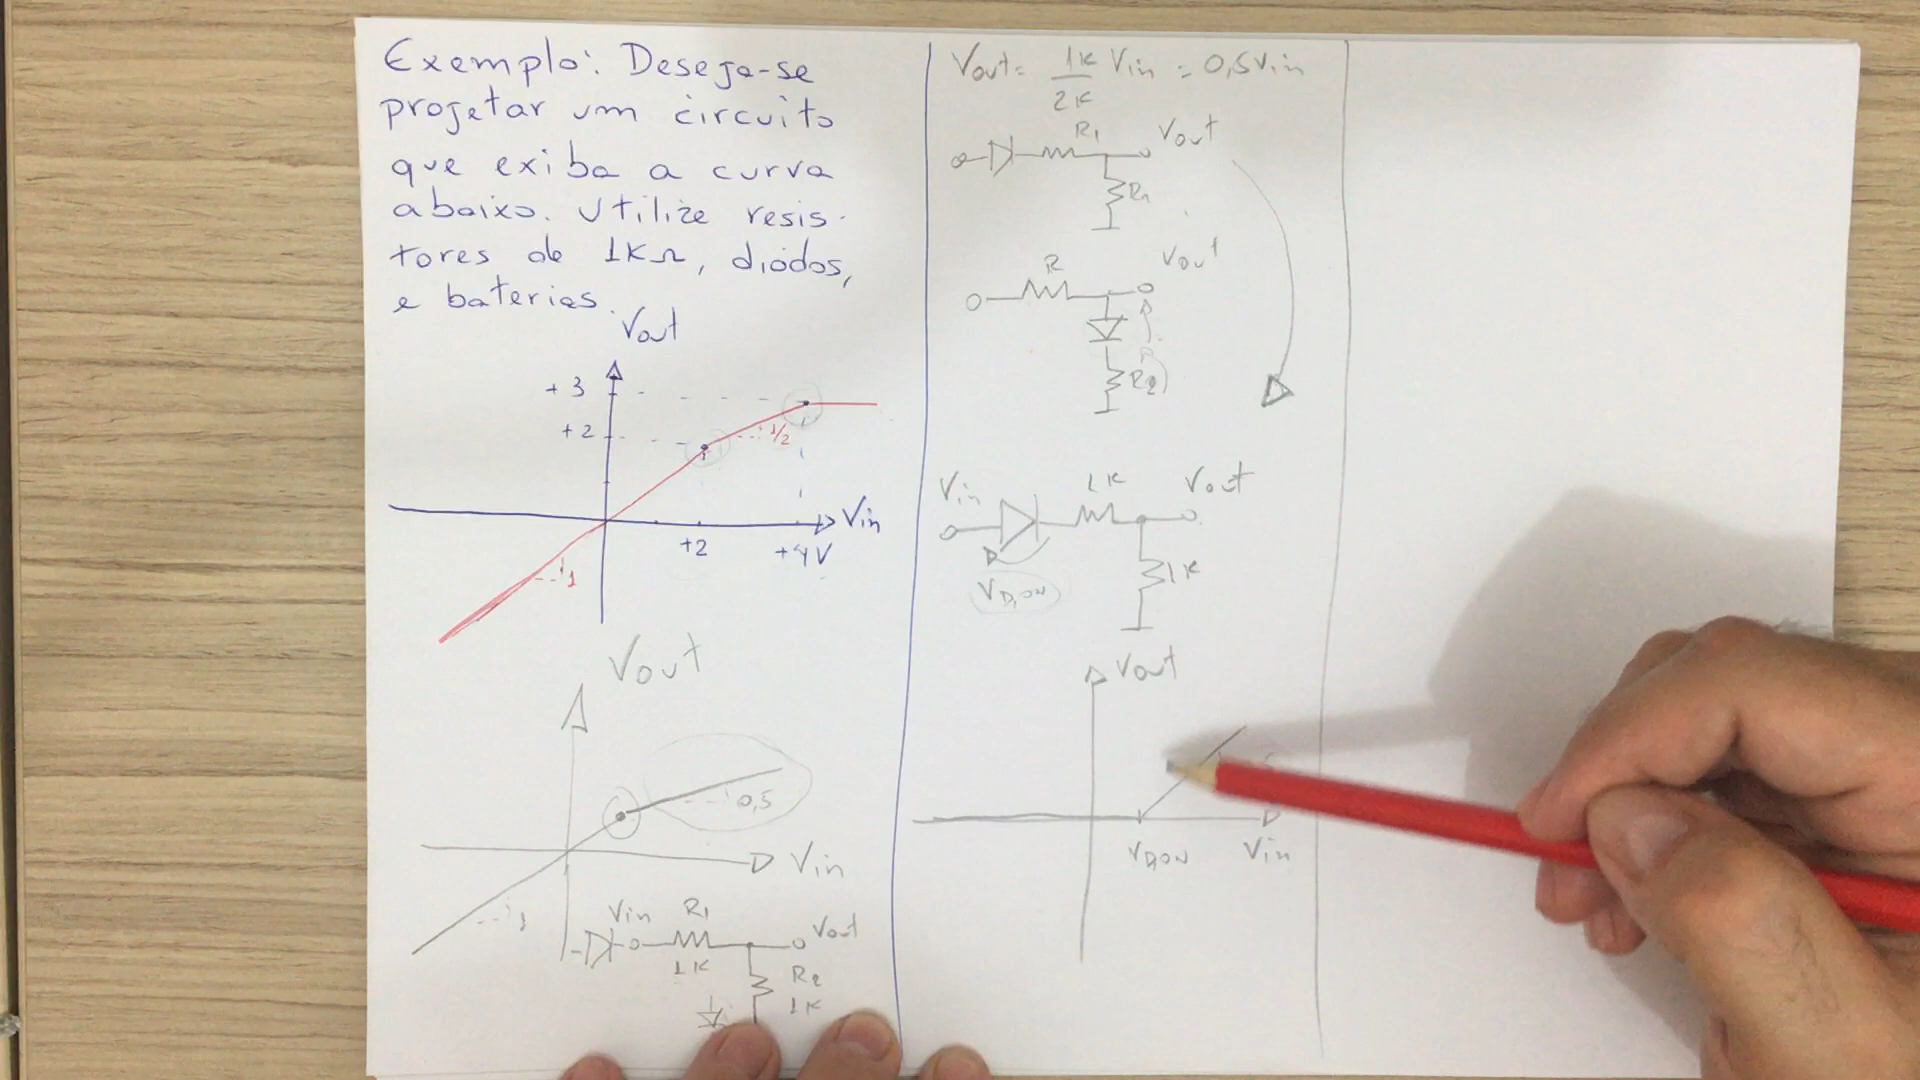 Exemplo: Deseja-se
projetar um circuito
que exiba a curva
abaixo. Utilize resis-
tores de 1KΩ, diodos,
e baterias.
Vout
+3
+2
1/2
Vin
+2
+4V
1
Vout
0,5
Vin
1
Vin
R1
Vout
1K
R2
1K
Vout = 1K/2K Vin = 0,5Vin
R1
Vout
R
Vout
R2
Vin
1K
Vout
1K
VD,ON
Vout
VD,ON
Vin